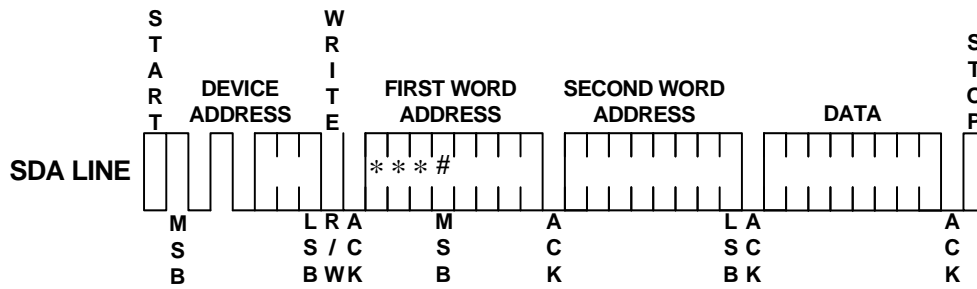 START
WRITE
STOP
DEVICE ADDRESS
FIRST WORD ADDRESS
SECOND WORD ADDRESS
DATA
SDA LINE
* * * #
MSB
LSB
R/W
ACK
MSB
ACK
LSB
ACK
ACK